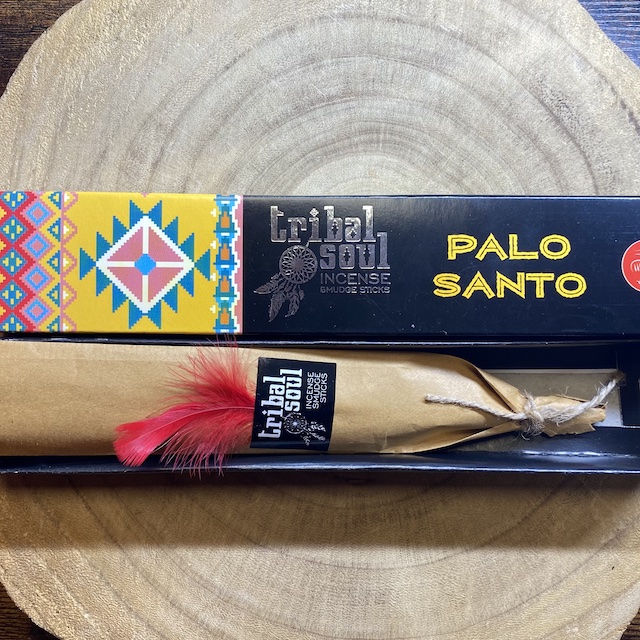 tribal
soul
INCENSE
SMUDGE STICKS
PALO
SANTO
tribal
soul
INCENSE
SMUDGE
STICKS